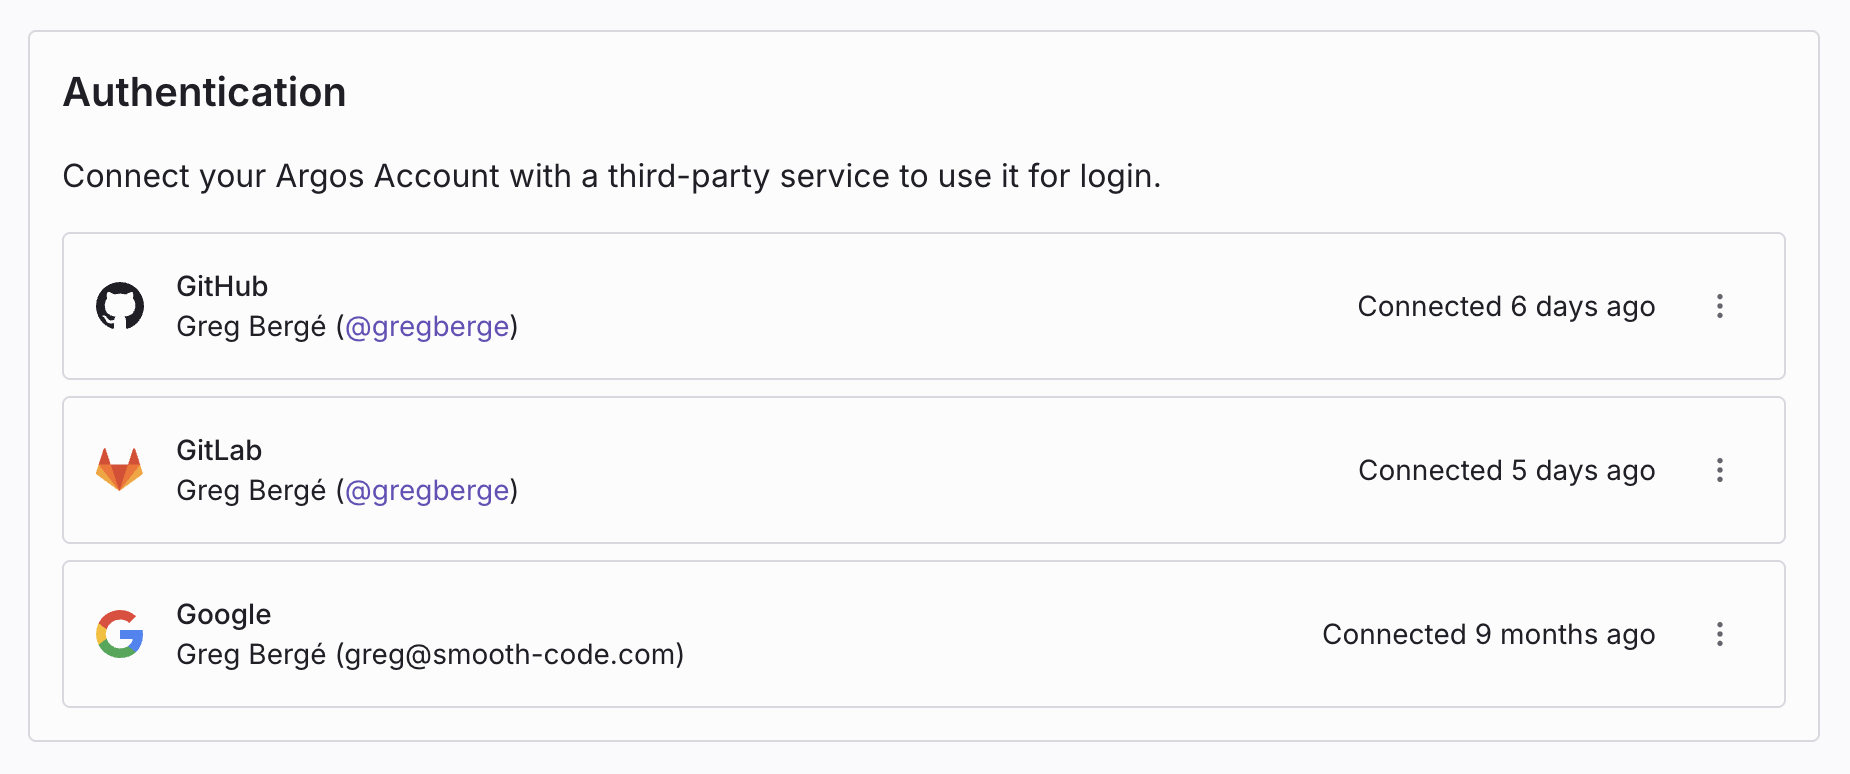 Authentication
Connect your Argos Account with a third-party service to use it for login.
GitHub
Greg Bergé (@gregberge)
Connected 6 days ago
GitLab
Greg Bergé (@gregberge)
Connected 5 days ago
Google
Greg Bergé (greg@smooth-code.com)
Connected 9 months ago